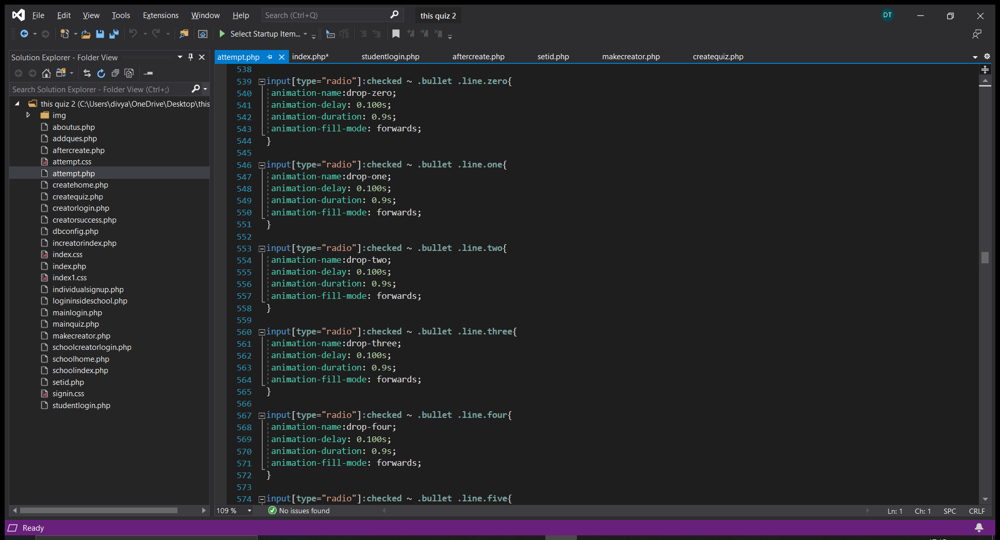 File Edit View Tools Extensions Window Help Search (Ctrl+Q) this quiz 2 DT
Select Startup Item...
Solution Explorer - Folder View
Search Solution Explorer - Folder View (Ctrl+;)
this quiz 2 (C:\Users\divya\OneDrive\Desktop\this
img
aboutus.php
addques.php
aftercreate.php
attempt.css
attempt.php
createhome.php
createquiz.php
creatorlogin.php
creatorsuccess.php
dbconfig.php
increatorindex.php
index.css
index.php
index1.css
individualsignup.php
logininsideschool.php
mainlogin.php
mainquiz.php
makecreator.php
schoolcreatorlogin.php
schoolhome.php
schoolindex.php
setid.php
signin.css
studentlogin.php
attempt.php index.php* studentlogin.php aftercreate.php setid.php makecreator.php createquiz.php
538
539 input[type="radio"]:checked ~ .bullet .line.zero{
540 animation-name:drop-zero;
541 animation-delay: 0.100s;
542 animation-duration: 0.9s;
543 animation-fill-mode: forwards;
544 }
545
546 input[type="radio"]:checked ~ .bullet .line.one{
547 animation-name:drop-one;
548 animation-delay: 0.100s;
549 animation-duration: 0.9s;
550 animation-fill-mode: forwards;
551 }
552
553 input[type="radio"]:checked ~ .bullet .line.two{
554 animation-name:drop-two;
555 animation-delay: 0.100s;
556 animation-duration: 0.9s;
557 animation-fill-mode: forwards;
558 }
559
560 input[type="radio"]:checked ~ .bullet .line.three{
561 animation-name:drop-three;
562 animation-delay: 0.100s;
563 animation-duration: 0.9s;
564 animation-fill-mode: forwards;
565 }
566
567 input[type="radio"]:checked ~ .bullet .line.four{
568 animation-name:drop-four;
569 animation-delay: 0.100s;
570 animation-duration: 0.9s;
571 animation-fill-mode: forwards;
572 }
573
574 input[type="radio"]:checked ~ .bullet .line.five{
109 % No issues found Ln: 1 Ch: 1 SPC CRLF
Ready